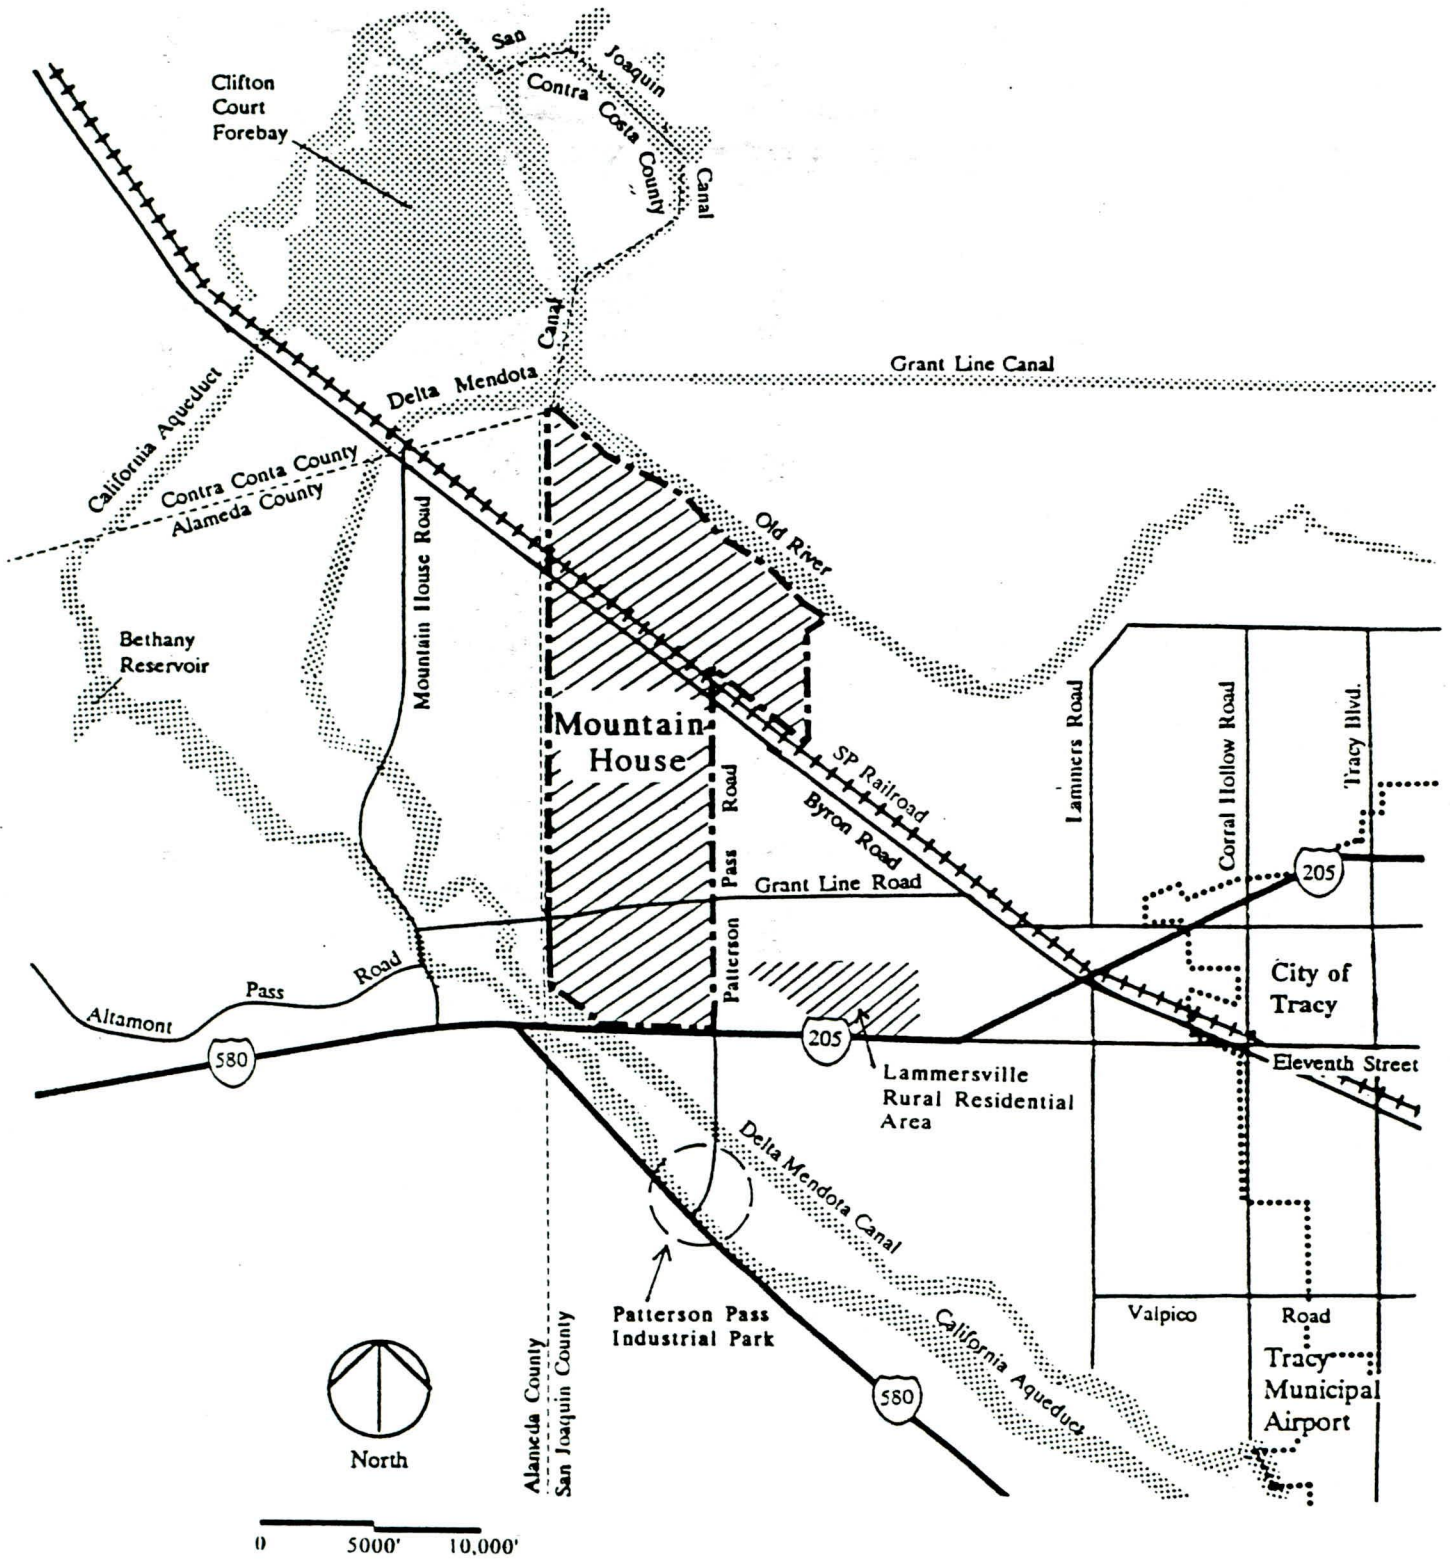 San
Joaquin
Canal
Clifton
Court
Forebay
Contra Costa County
Canal
Delta Mendota
Grant Line Canal
California Aqueduct
Contra Conta County
Alameda County
Mountain House Road
Old River
Bethany
Reservoir
Mountain
House
SP Railroad
Byron Road
Lammers Road
Corral Hollow Road
Tracy Blvd.
Patterson Pass Road
Grant Line Road
205
City of
Tracy
Altamont Pass Road
580
205
Eleventh Street
Lammersville
Rural Residential
Area
Delta Mendota Canal
Patterson Pass
Industrial Park
California Aqueduct
Valpico Road
Tracy
Municipal
Airport
580
Alameda County
San Joaquin County
North
0 5000' 10,000'